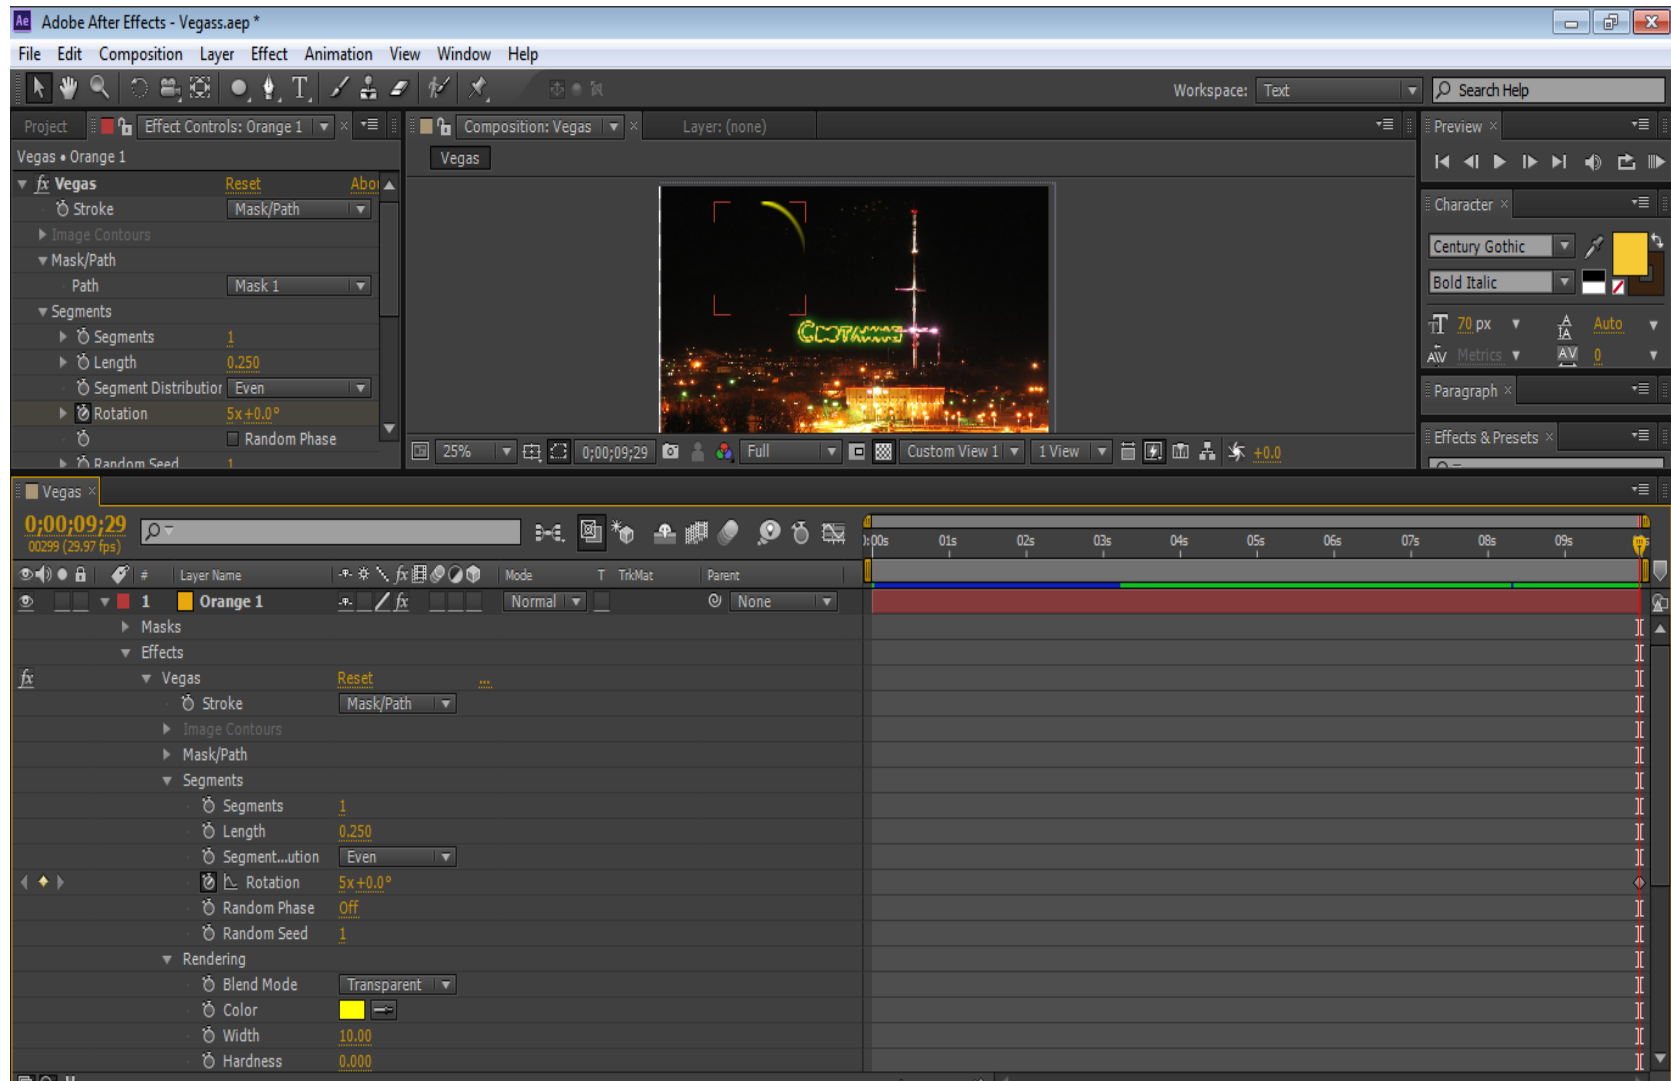 Ae Adobe After Effects - Vegass.aep *
File Edit Composition Layer Effect Animation View Window Help
Workspace: Text Search Help
Project Effect Controls: Orange 1 Composition: Vegas Layer: (none) Preview
Vegas • Orange 1 Vegas
fx Vegas Reset Abou
Stroke Mask/Path
Character
Image Contours
Century Gothic
Mask/Path
Path Mask 1
Bold Italic
Segments
Segments 1
70 px Auto
Length 0.250
Metrics 0
Segment Distribution Even
Paragraph
Rotation 5x+0.0°
Random Phase
Effects & Presets
25% 0;00;09;29 Full Custom View 1 1 View +0.0
Random Seed 1
Vegas
0;00;09;29
00299 (29.97 fps)
:00s 01s 02s 03s 04s 05s 06s 07s 08s 09s
# Layer Name fx Mode T TrkMat Parent
1 Orange 1 fx Normal None
Masks
Effects
fx Vegas Reset ...
Stroke Mask/Path
Image Contours
Mask/Path
Segments
Segments 1
Length 0.250
Segment...ution Even
Rotation 5x+0.0°
Random Phase Off
Random Seed 1
Rendering
Blend Mode Transparent
Color
Width 10.00
Hardness 0.000